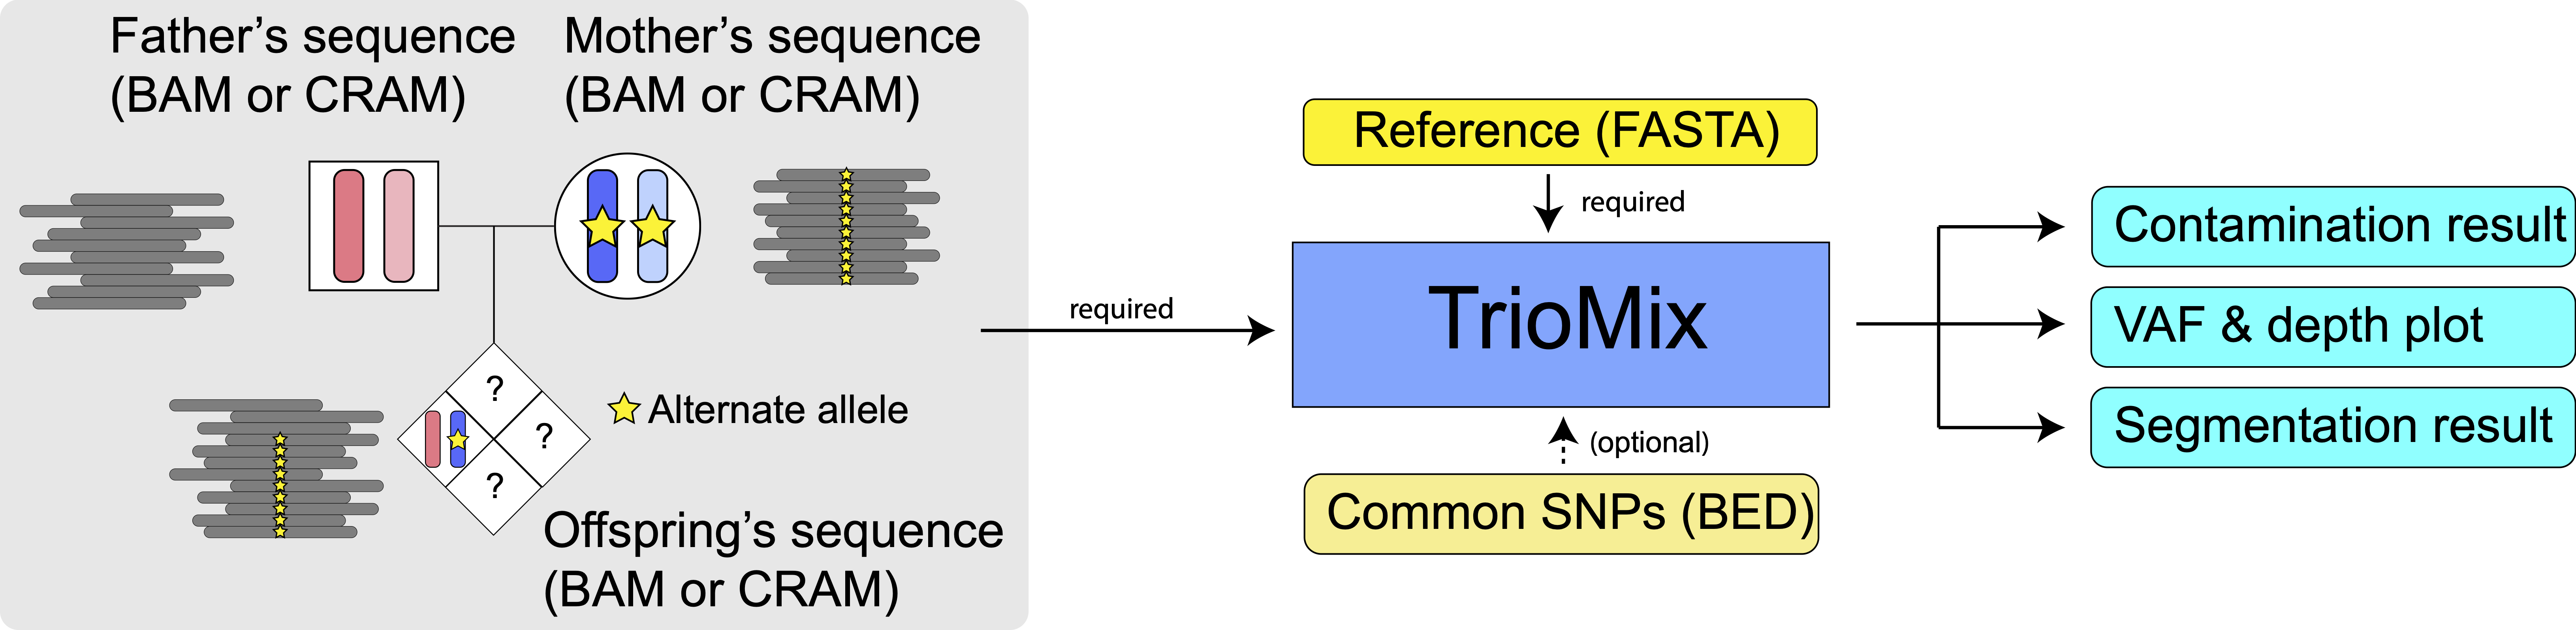 Father’s sequence
(BAM or CRAM)
Mother’s sequence
(BAM or CRAM)
?
?
?
Alternate allele
Offspring’s sequence
(BAM or CRAM)
required
Reference (FASTA)
required
TrioMix
(optional)
Common SNPs (BED)
Contamination result
VAF & depth plot
Segmentation result